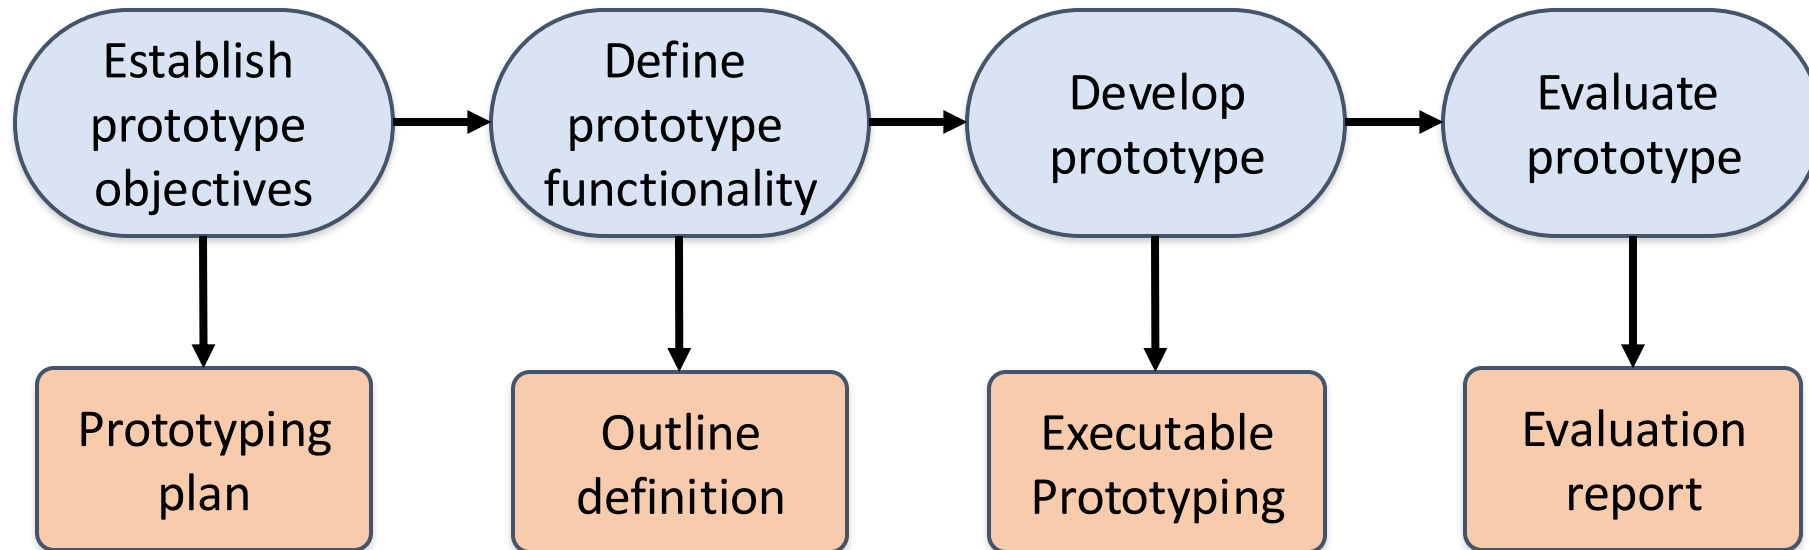 Establish
prototype
objectives
Define
prototype
functionality
Develop
prototype
Evaluate
prototype
Prototyping
plan
Outline
definition
Executable
Prototyping
Evaluation
report